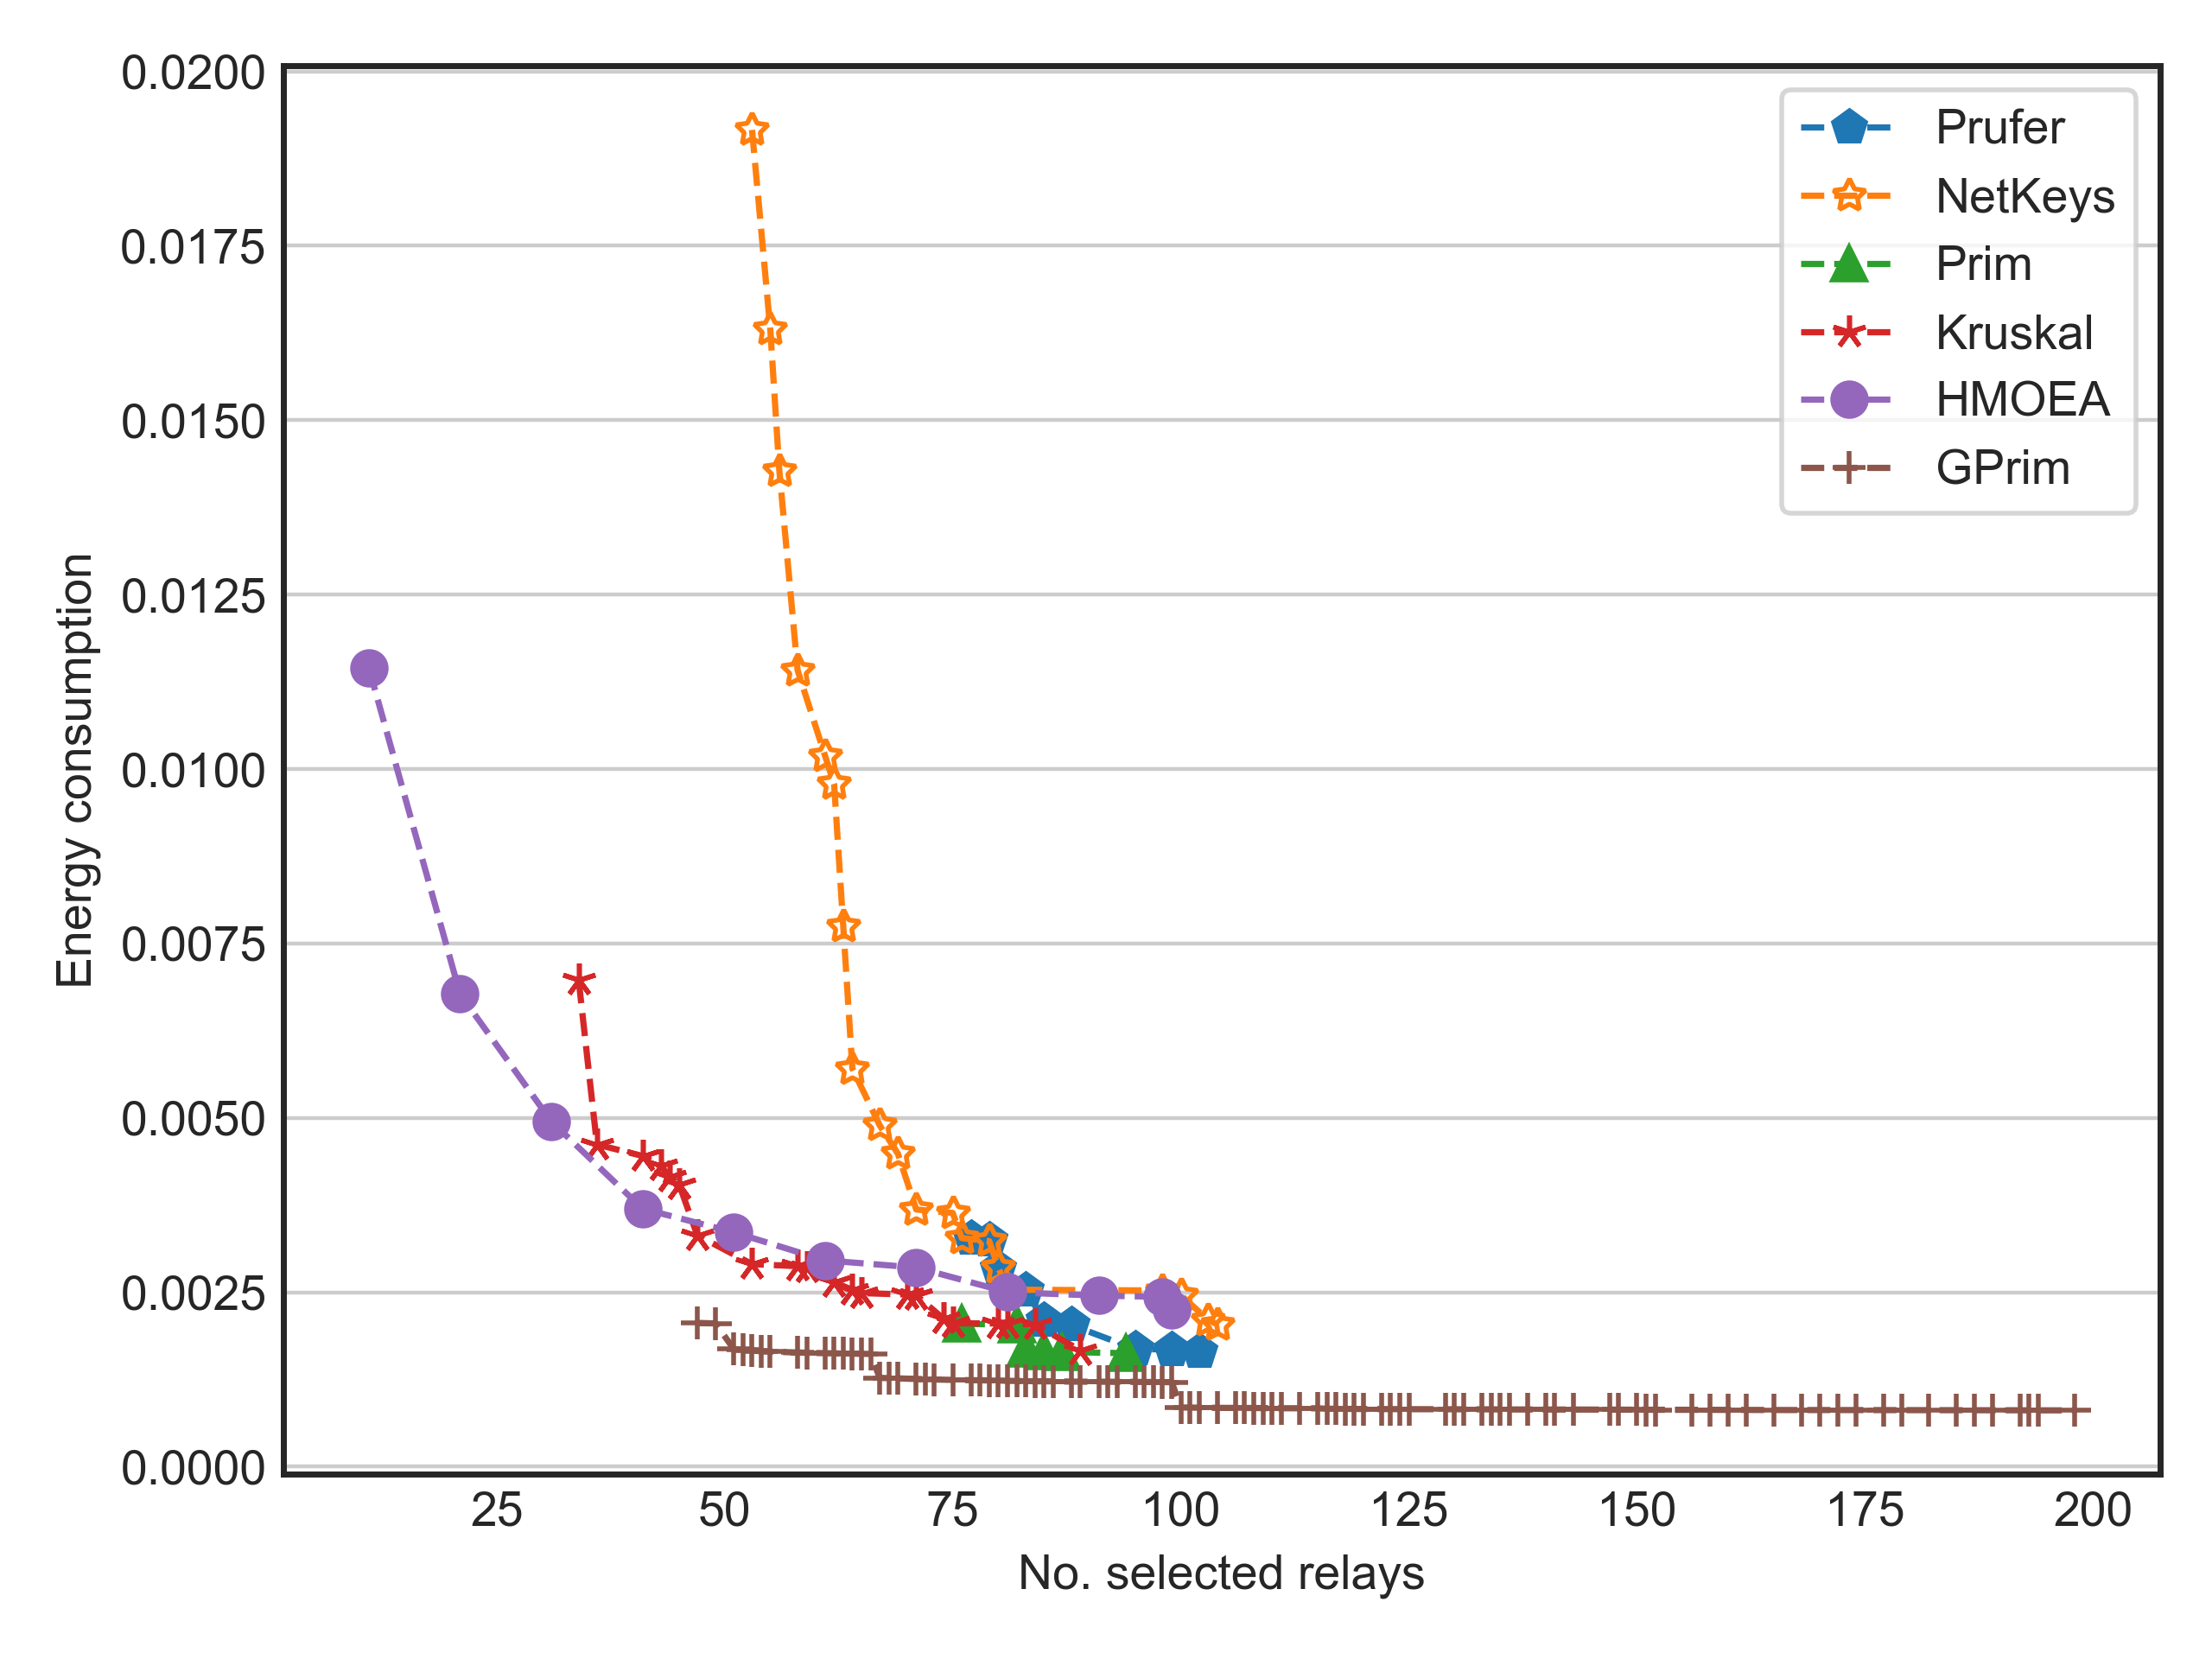 0.0200
0.0175
0.0150
0.0125
0.0100
0.0075
0.0050
0.0025
0.0000
Energy consumption
25 50 75 100 125 150 175 200
No. selected relays
Prufer
NetKeys
Prim
Kruskal
HMOEA
GPrim